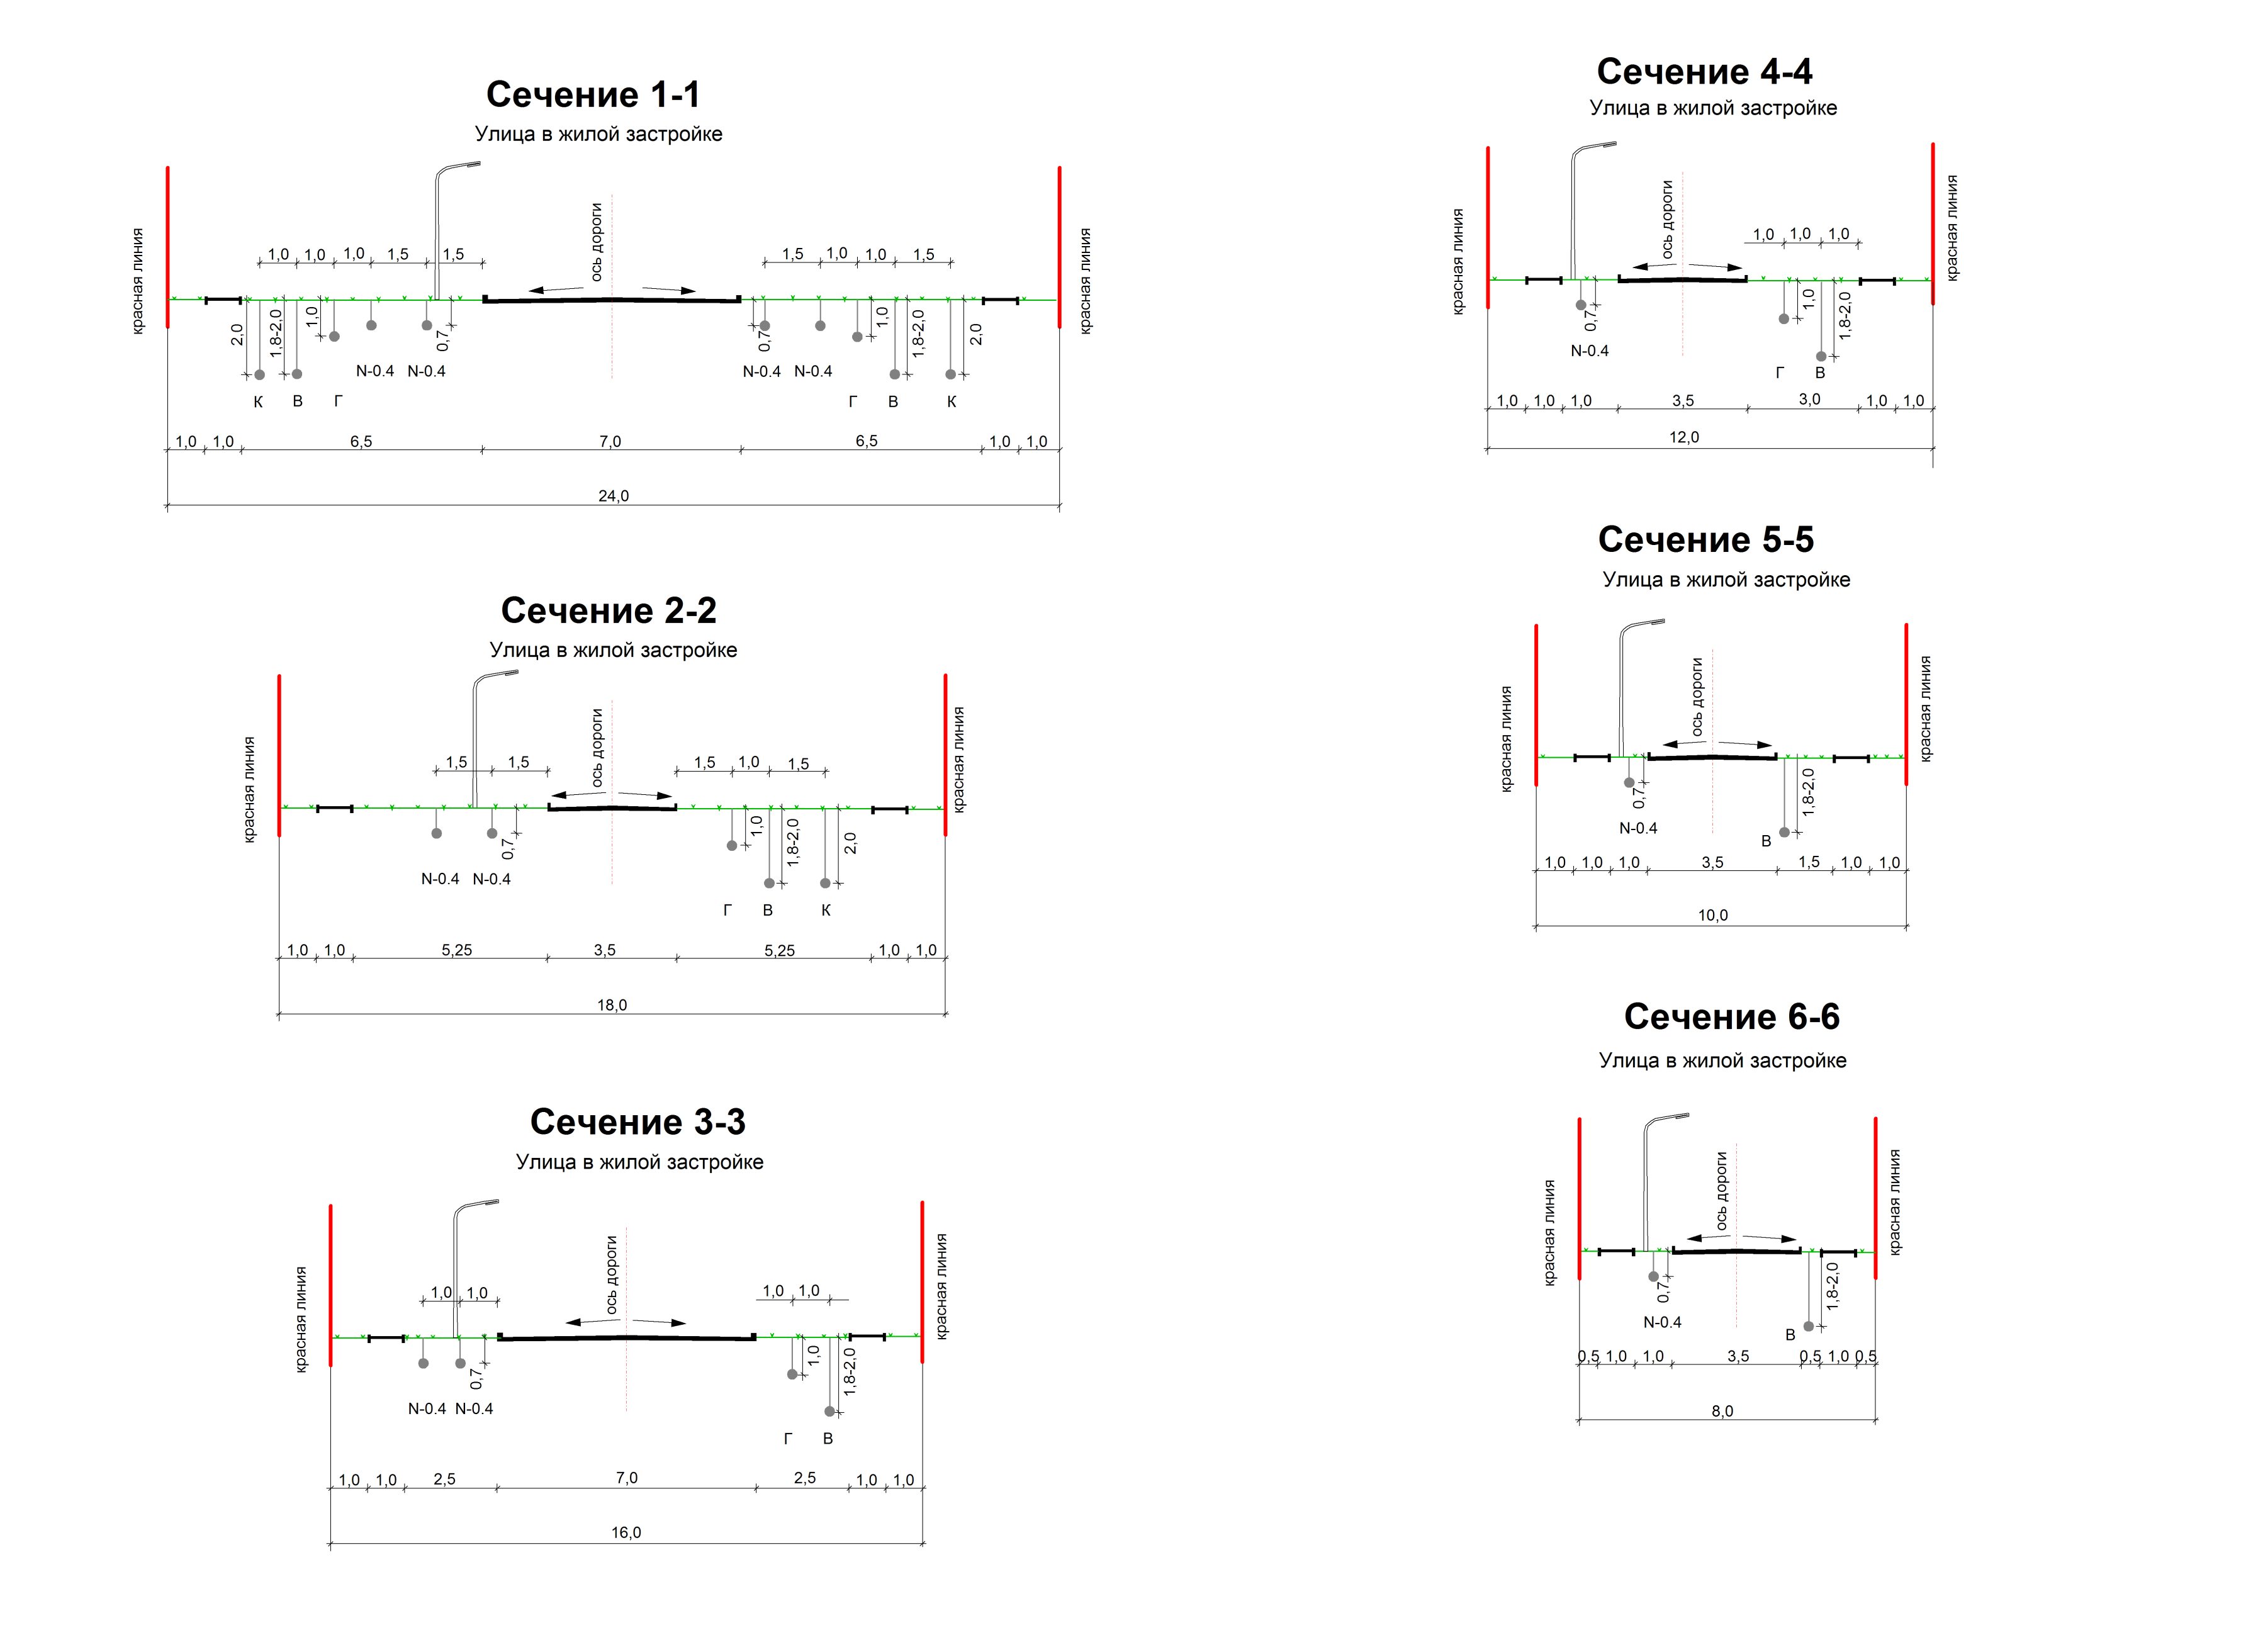 Сечение 1-1
Улица в жилой застройке
красная линия
ось дороги
красная линия
1,0 1,0 1,0 1,5 1,5
1,5 1,0 1,0 1,5
2,0 1,8-2,0 1,0 0,7
0,7 1,0 1,8-2,0 2,0
N-0.4 N-0.4
N-0.4 N-0.4
К В Г
Г В К
1,0 1,0 6,5 7,0 6,5 1,0 1,0
24,0
Сечение 2-2
Улица в жилой застройке
красная линия
ось дороги
красная линия
1,5 1,5
1,5 1,0 1,5
0,7
1,0 1,8-2,0 2,0
N-0.4 N-0.4
Г В К
1,0 1,0 5,25 3,5 5,25 1,0 1,0
18,0
Сечение 3-3
Улица в жилой застройке
красная линия
ось дороги
красная линия
1,0 1,0
1,0 1,0
0,7
1,0 1,8-2,0
N-0.4 N-0.4
Г В
1,0 1,0 2,5 7,0 2,5 1,0 1,0
16,0
Сечение 4-4
Улица в жилой застройке
красная линия
ось дороги
красная линия
1,0 1,0 1,0
0,7
1,0 1,8-2,0
N-0.4
Г В
1,0 1,0 1,0 3,5 3,0 1,0 1,0
12,0
Сечение 5-5
Улица в жилой застройке
красная линия
ось дороги
красная линия
0,7
1,8-2,0
N-0.4
В
1,0 1,0 1,0 3,5 1,5 1,0 1,0
10,0
Сечение 6-6
Улица в жилой застройке
красная линия
ось дороги
красная линия
0,7
1,8-2,0
N-0.4
В
0,5 1,0 1,0 3,5 0,5 1,0 0,5
8,0